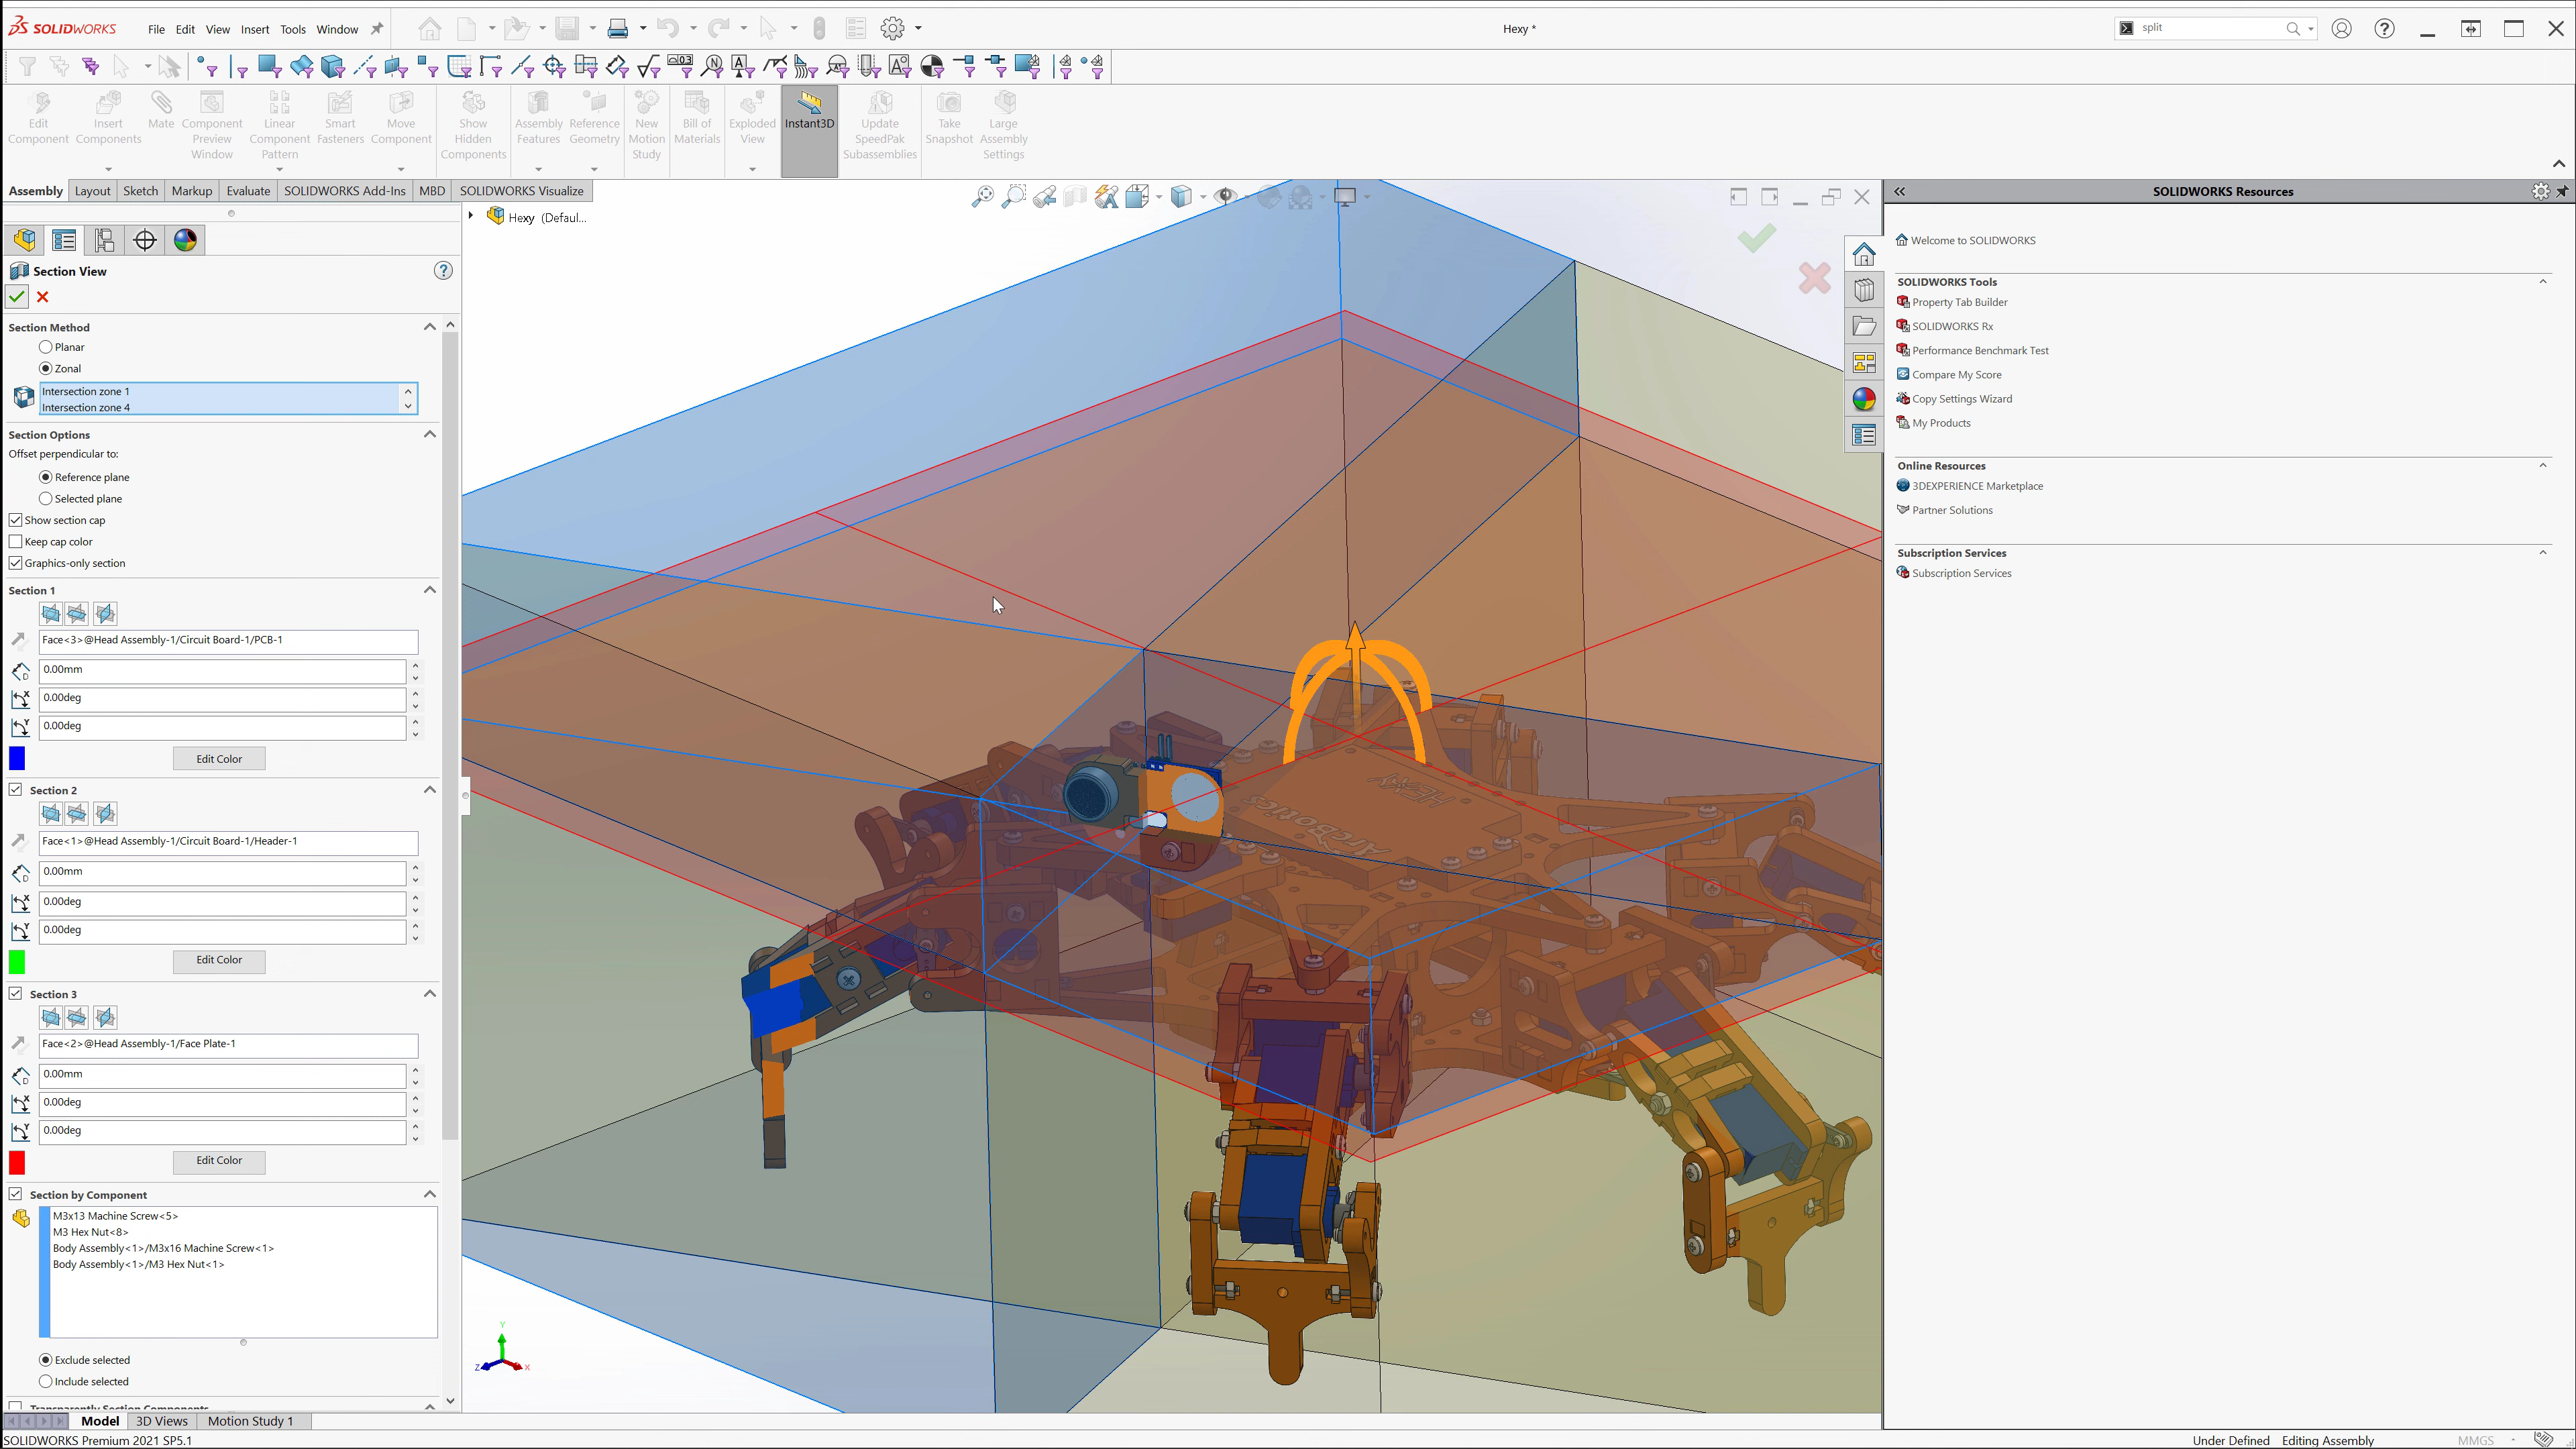 SOLIDWORKS
File Edit View Insert Tools Window
Hexy *
split
Edit Component
Insert Components
Mate
Component Preview Window
Linear Component Pattern
Smart Fasteners
Move Component
Show Hidden Components
Assembly Features
Reference Geometry
New Motion Study
Bill of Materials
Exploded View
Instant3D
Update SpeedPak Subassemblies
Take Snapshot
Large Assembly Settings
Assembly Layout Sketch Markup Evaluate SOLIDWORKS Add-Ins MBD SOLIDWORKS Visualize
Hexy (Defaul...
Section View
Section Method
Planar
Zonal
Intersection zone 1
Intersection zone 4
Section Options
Offset perpendicular to:
Reference plane
Selected plane
Show section cap
Keep cap color
Graphics-only section
Section 1
Face<3>@Head Assembly-1/Circuit Board-1/PCB-1
0.00mm
0.00deg
0.00deg
Edit Color
Section 2
Face<1>@Head Assembly-1/Circuit Board-1/Header-1
0.00mm
0.00deg
0.00deg
Edit Color
Section 3
Face<2>@Head Assembly-1/Face Plate-1
0.00mm
0.00deg
0.00deg
Edit Color
Section by Component
M3x13 Machine Screw<5>
M3 Hex Nut<8>
Body Assembly<1>/M3x16 Machine Screw<1>
Body Assembly<1>/M3 Hex Nut<1>
Exclude selected
Include selected
Transparently Section Components
HEXY
ArcBotics
Y
Z
X
SOLIDWORKS Resources
Welcome to SOLIDWORKS
SOLIDWORKS Tools
Property Tab Builder
SOLIDWORKS Rx
Performance Benchmark Test
Compare My Score
Copy Settings Wizard
My Products
Online Resources
3DEXPERIENCE Marketplace
Partner Solutions
Subscription Services
Subscription Services
Model 3D Views Motion Study 1
SOLIDWORKS Premium 2021 SP5.1
Under Defined Editing Assembly MMGS